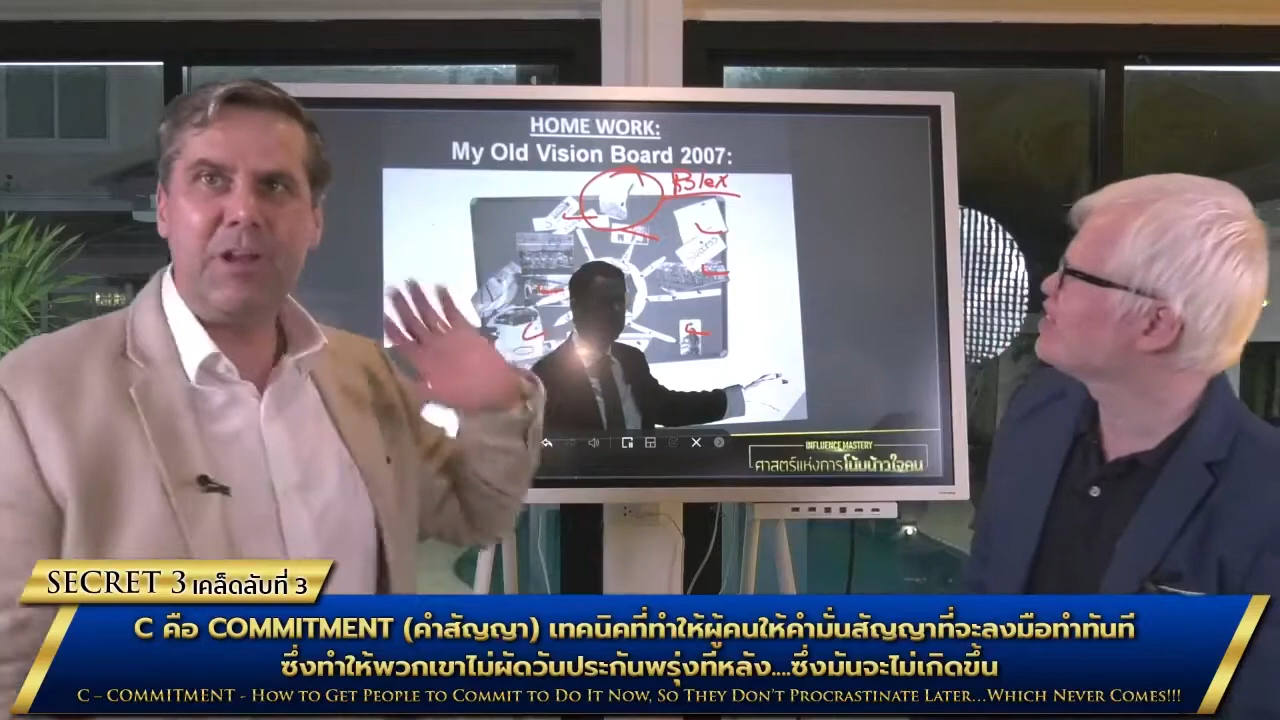 HOME WORK:
My Old Vision Board 2007:
INFLUENCE MASTERY
ศาสตร์แห่งการโน้มน้าวใจคน
SECRET 3 เคล็ดลับที่ 3
C คือ COMMITMENT (คำสัญญา) เทคนิคที่ทำให้ผู้คนให้คำมั่นสัญญาที่จะลงมือทำทันที
ซึ่งทำให้พวกเขาไม่ผัดวันประกันพรุ่งทีหลัง....ซึ่งมันจะไม่เกิดขึ้น
C – COMMITMENT - HOW TO GET PEOPLE TO COMMIT TO DO IT NOW, SO THEY DON'T PROCRASTINATE LATER...WHICH NEVER COMES!!!